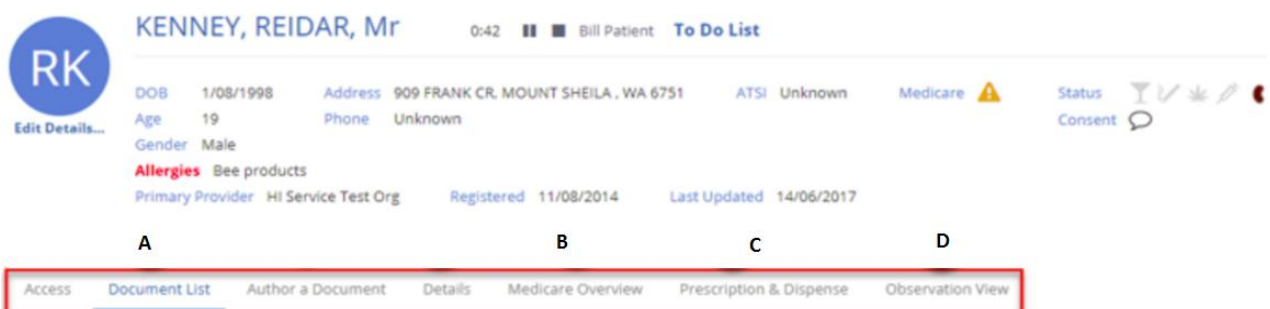 KENNEY, REIDAR, Mr 0:42 Bill Patient To Do List
RK
DOB 1/08/1998 Address 909 FRANK CR, MOUNT SHEILA , WA 6751 ATSI Unknown Medicare Status
Age 19 Phone Unknown Consent
Edit Details...
Gender Male
Allergies Bee products
Primary Provider HI Service Test Org Registered 11/08/2014 Last Updated 14/06/2017
A B C D
Access Document List Author a Document Details Medicare Overview Prescription & Dispense Observation View